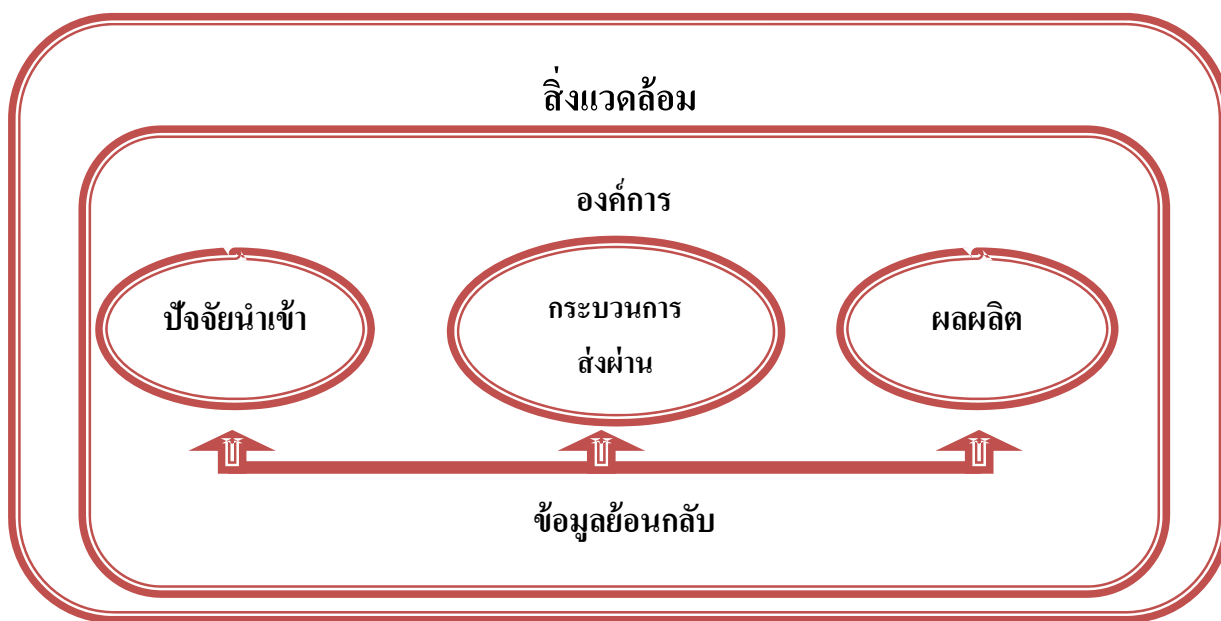 สิ่งแวดล้อม
องค์การ
ปัจจัยนำเข้า
กระบวนการ
ส่งผ่าน
ผลผลิต
ข้อมูลย้อนกลับ